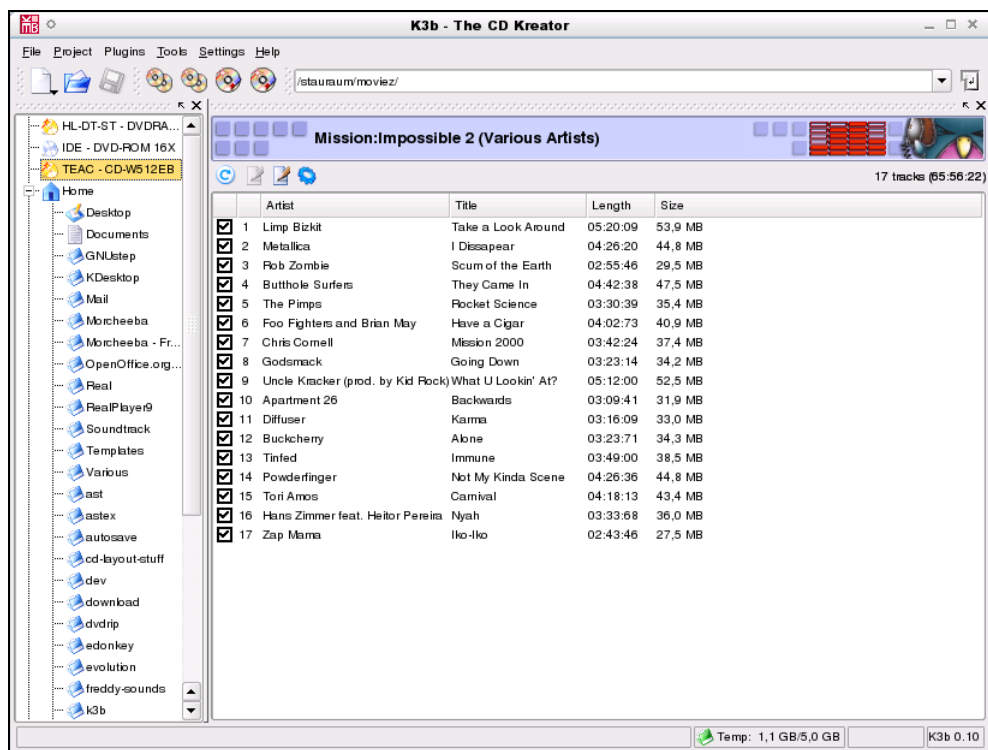 K3b - The CD Kreator
File Project Plugins Tools Settings Help
/stauraum/moviez/
HL-DT-ST - DVDRA...
IDE - DVD-ROM 16X
TEAC - CD-W512EB
Home
Desktop
Documents
GNUstep
KDesktop
Mail
Morcheeba
Morcheeba - Fr...
OpenOffice.org...
Real
RealPlayer9
Soundtrack
Templates
Various
ast
astex
autosave
cd-layout-stuff
dev
download
dvdrip
edonkey
evolution
freddy-sounds
k3b
Mission:Impossible 2 (Various Artists)
17 tracks (65:56:22)
Artist Title Length Size
1 Limp Bizkit Take a Look Around 05:20:09 53,9 MB
2 Metallica I Dissapear 04:26:20 44,8 MB
3 Rob Zombie Scum of the Earth 02:55:46 29,5 MB
4 Butthole Surfers They Came In 04:42:38 47,5 MB
5 The Pimps Rocket Science 03:30:39 35,4 MB
6 Foo Fighters and Brian May Have a Cigar 04:02:73 40,9 MB
7 Chris Cornell Mission 2000 03:42:24 37,4 MB
8 Godsmack Going Down 03:23:14 34,2 MB
9 Uncle Kracker (prod. by Kid Rock) What U Lookin' At? 05:12:00 52,5 MB
10 Apartment 26 Backwards 03:09:41 31,9 MB
11 Diffuser Karma 03:16:09 33,0 MB
12 Buckcherry Alone 03:23:71 34,3 MB
13 Tinfed Immune 03:49:00 38,5 MB
14 Powderfinger Not My Kinda Scene 04:26:36 44,8 MB
15 Tori Amos Carnival 04:18:13 43,4 MB
16 Hans Zimmer feat. Heitor Pereira Nyah 03:33:68 36,0 MB
17 Zap Mama Iko-Iko 02:43:46 27,5 MB
Temp: 1,1 GB/5,0 GB
K3b 0.10